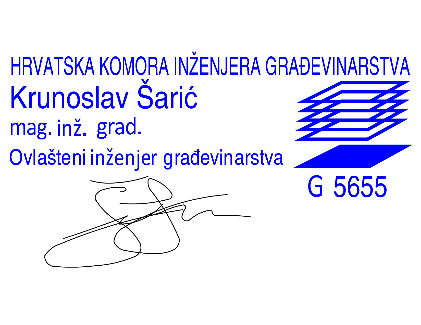 HRVATSKA KOMORA INŽENJERA GRAĐEVINARSTVA
Krunoslav Šarić
mag. inž. grad.
Ovlašteni inženjer građevinarstva
G 5655